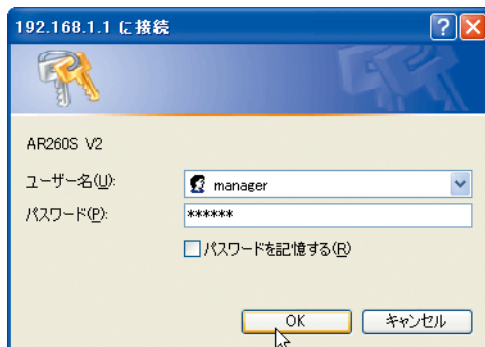 192.168.1.1 に接続
AR260S V2
ユーザー名(U):
manager
パスワード(P):
******
パスワードを記憶する(R)
OK
キャンセル